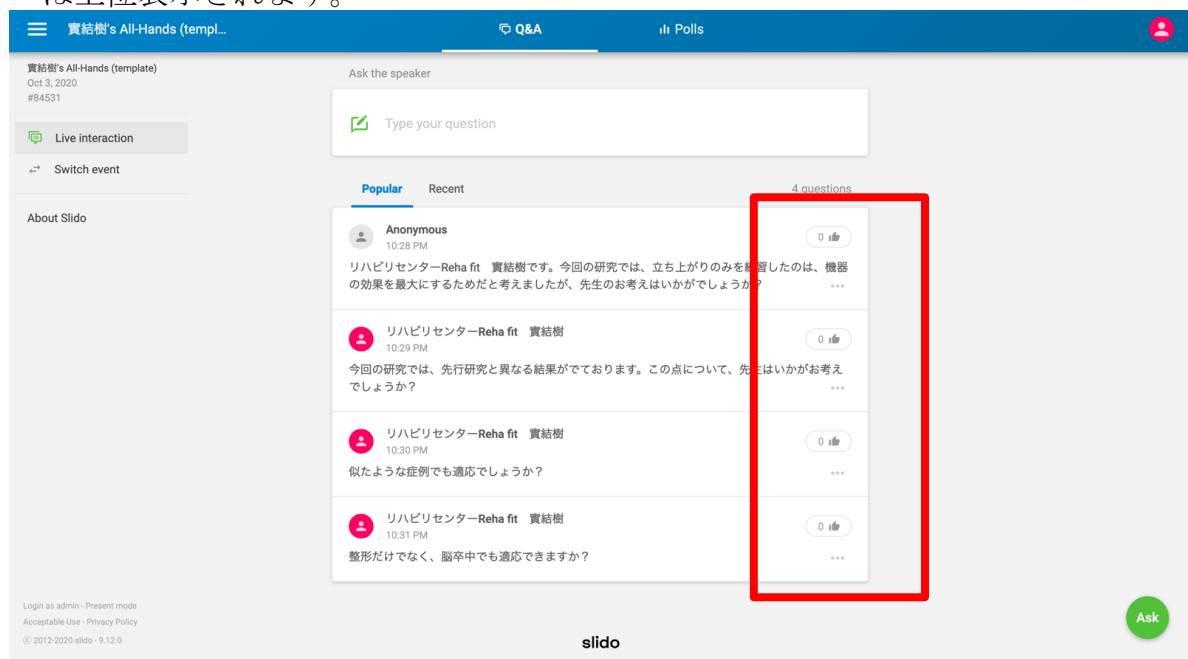 は上位表示されます。
實結樹's All-Hands (templ...
Q&A
Polls
實結樹's All-Hands (template)
Oct 3, 2020
#84531
Live interaction
Switch event
About Slido
Ask the speaker
Type your question
Popular Recent 4 questions
Anonymous
10:28 PM
0
リハビリセンターReha fit 實結樹です。今回の研究では、立ち上がりのみを練習したのは、機器
の効果を最大にするためだと考えましたが、先生のお考えはいかがでしょうか？
リハビリセンターReha fit 實結樹
10:29 PM
0
今回の研究では、先行研究と異なる結果がでております。この点について、先生はいかがお考え
でしょうか？
リハビリセンターReha fit 實結樹
10:30 PM
0
似たような症例でも適応でしょうか？
リハビリセンターReha fit 實結樹
10:31 PM
0
整形だけでなく、脳卒中でも適応できますか？
Login as admin - Present mode
Acceptable Use - Privacy Policy
© 2012-2020 slido - 9.12.0
slido
Ask